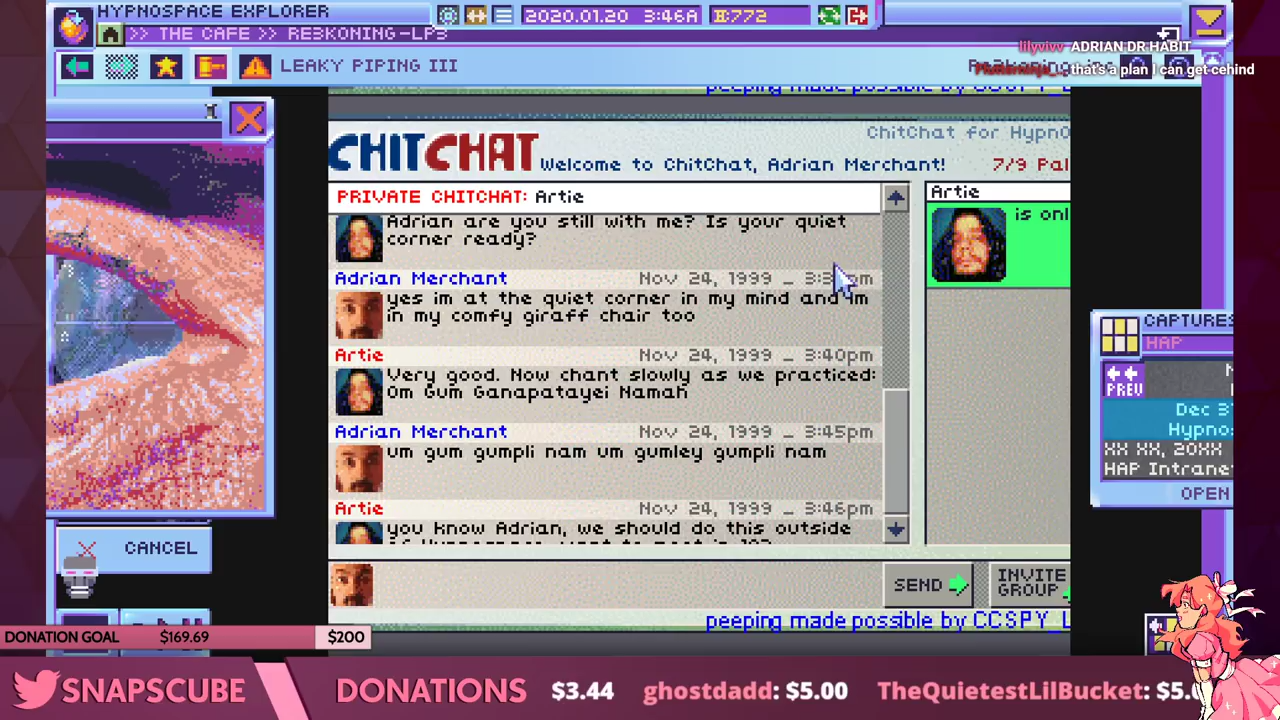 HYPNOSPACE EXPLORER
2020.01.20 3:46A
772
>> THE CAFE >> RE3KONING-LP3
lilyvivv ADRIAN DR HABIT
that's a plan I can get cehind
LEAKY PIPING III
peeping made possible by
CHITCHAT
ChitChat for Hypn
Welcome to ChitChat, Adrian Merchant!
7/9 Pal
PRIVATE CHITCHAT: Artie
Adrian are you still with me? Is your quiet
corner ready?
Adrian Merchant
Nov 24, 1999 _
yes im at the quiet corner in my mind and im
in my comfy giraff chair too
Artie
Nov 24, 1999 _ 3:40pm
Very good. Now chant slowly as we practiced:
Om Gum Ganapatayei Namah
Adrian Merchant
Nov 24, 1999 _ 3:45pm
um gum gumpli nam um gumley gumpli nam
Artie
Nov 24, 1999 _ 3:46pm
you know Adrian, we should do this outside
SEND
INVITE
GROUP
peeping made possible by CCSPY_L
Artie
is onl
CAPTURES
HAP
PREV
Dec 3
Hypno
XX XX, 20XX
HAP Intrane
OPEN
CANCEL
DONATION GOAL $169.69 $200
SNAPSCUBE
DONATIONS $3.44 ghostdadd: $5.00 TheQuietestLilBucket: $5.0